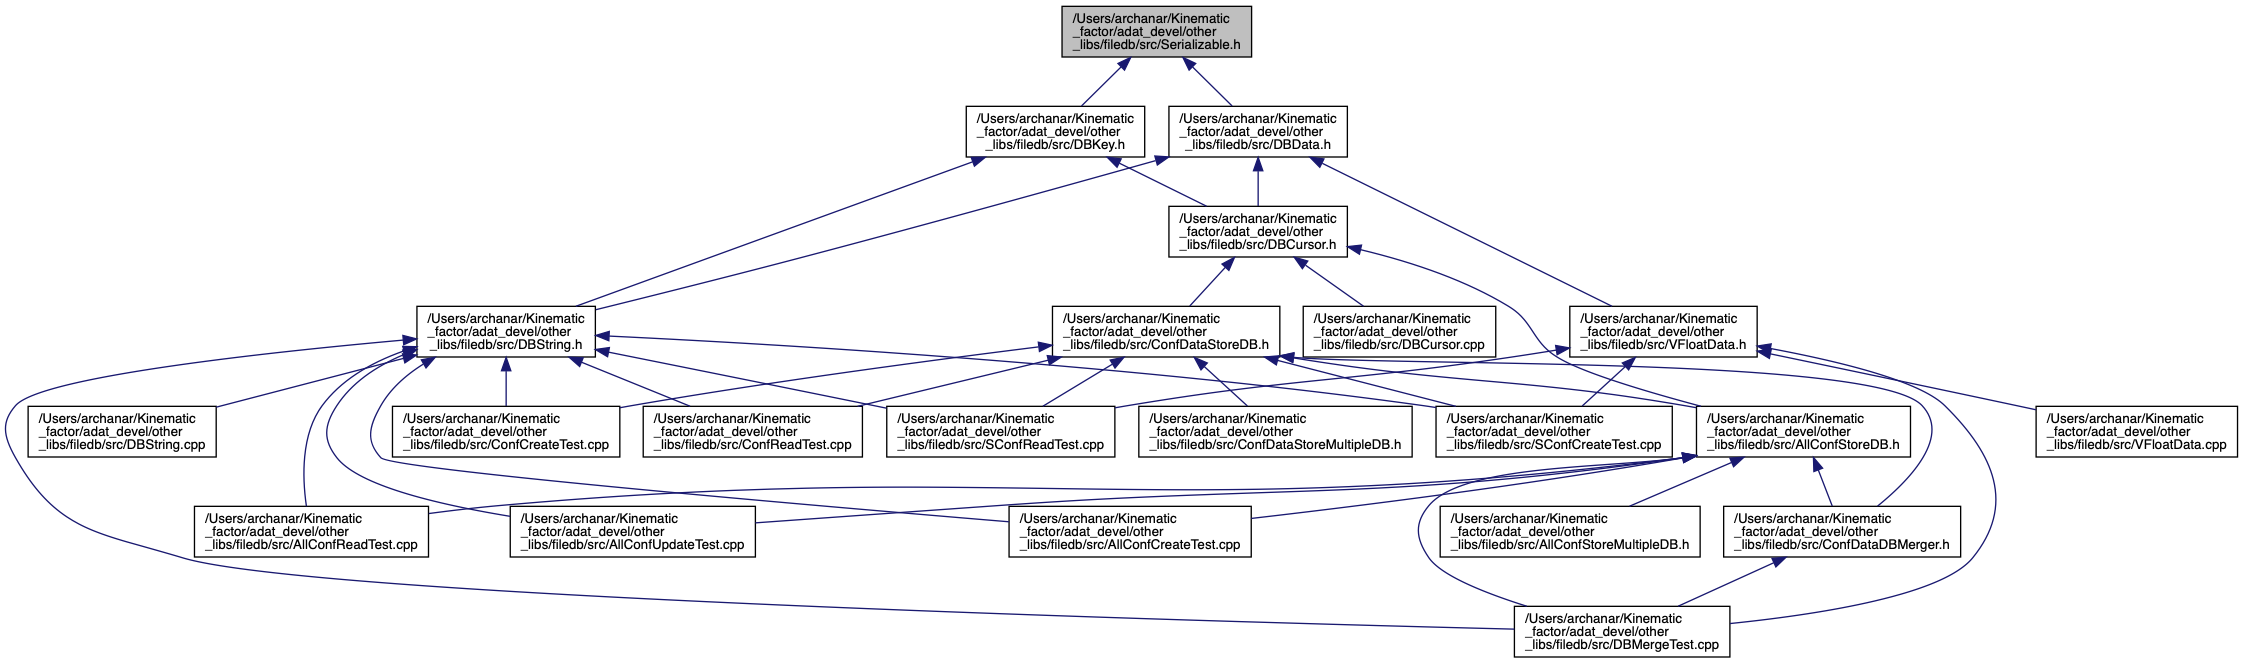 /Users/archanar/Kinematic
_factor/adat_devel/other
_libs/filedb/src/Serializable.h
/Users/archanar/Kinematic
_factor/adat_devel/other
_libs/filedb/src/DBKey.h
/Users/archanar/Kinematic
_factor/adat_devel/other
_libs/filedb/src/DBData.h
/Users/archanar/Kinematic
_factor/adat_devel/other
_libs/filedb/src/DBCursor.h
/Users/archanar/Kinematic
_factor/adat_devel/other
_libs/filedb/src/DBString.h
/Users/archanar/Kinematic
_factor/adat_devel/other
_libs/filedb/src/ConfDataStoreDB.h
/Users/archanar/Kinematic
_factor/adat_devel/other
_libs/filedb/src/DBCursor.cpp
/Users/archanar/Kinematic
_factor/adat_devel/other
_libs/filedb/src/VFloatData.h
/Users/archanar/Kinematic
_factor/adat_devel/other
_libs/filedb/src/DBString.cpp
/Users/archanar/Kinematic
_factor/adat_devel/other
_libs/filedb/src/ConfCreateTest.cpp
/Users/archanar/Kinematic
_factor/adat_devel/other
_libs/filedb/src/ConfReadTest.cpp
/Users/archanar/Kinematic
_factor/adat_devel/other
_libs/filedb/src/SConfReadTest.cpp
/Users/archanar/Kinematic
_factor/adat_devel/other
_libs/filedb/src/ConfDataStoreMultipleDB.h
/Users/archanar/Kinematic
_factor/adat_devel/other
_libs/filedb/src/SConfCreateTest.cpp
/Users/archanar/Kinematic
_factor/adat_devel/other
_libs/filedb/src/AllConfStoreDB.h
/Users/archanar/Kinematic
_factor/adat_devel/other
_libs/filedb/src/VFloatData.cpp
/Users/archanar/Kinematic
_factor/adat_devel/other
_libs/filedb/src/AllConfReadTest.cpp
/Users/archanar/Kinematic
_factor/adat_devel/other
_libs/filedb/src/AllConfUpdateTest.cpp
/Users/archanar/Kinematic
_factor/adat_devel/other
_libs/filedb/src/AllConfCreateTest.cpp
/Users/archanar/Kinematic
_factor/adat_devel/other
_libs/filedb/src/AllConfStoreMultipleDB.h
/Users/archanar/Kinematic
_factor/adat_devel/other
_libs/filedb/src/ConfDataDBMerger.h
/Users/archanar/Kinematic
_factor/adat_devel/other
_libs/filedb/src/DBMergeTest.cpp